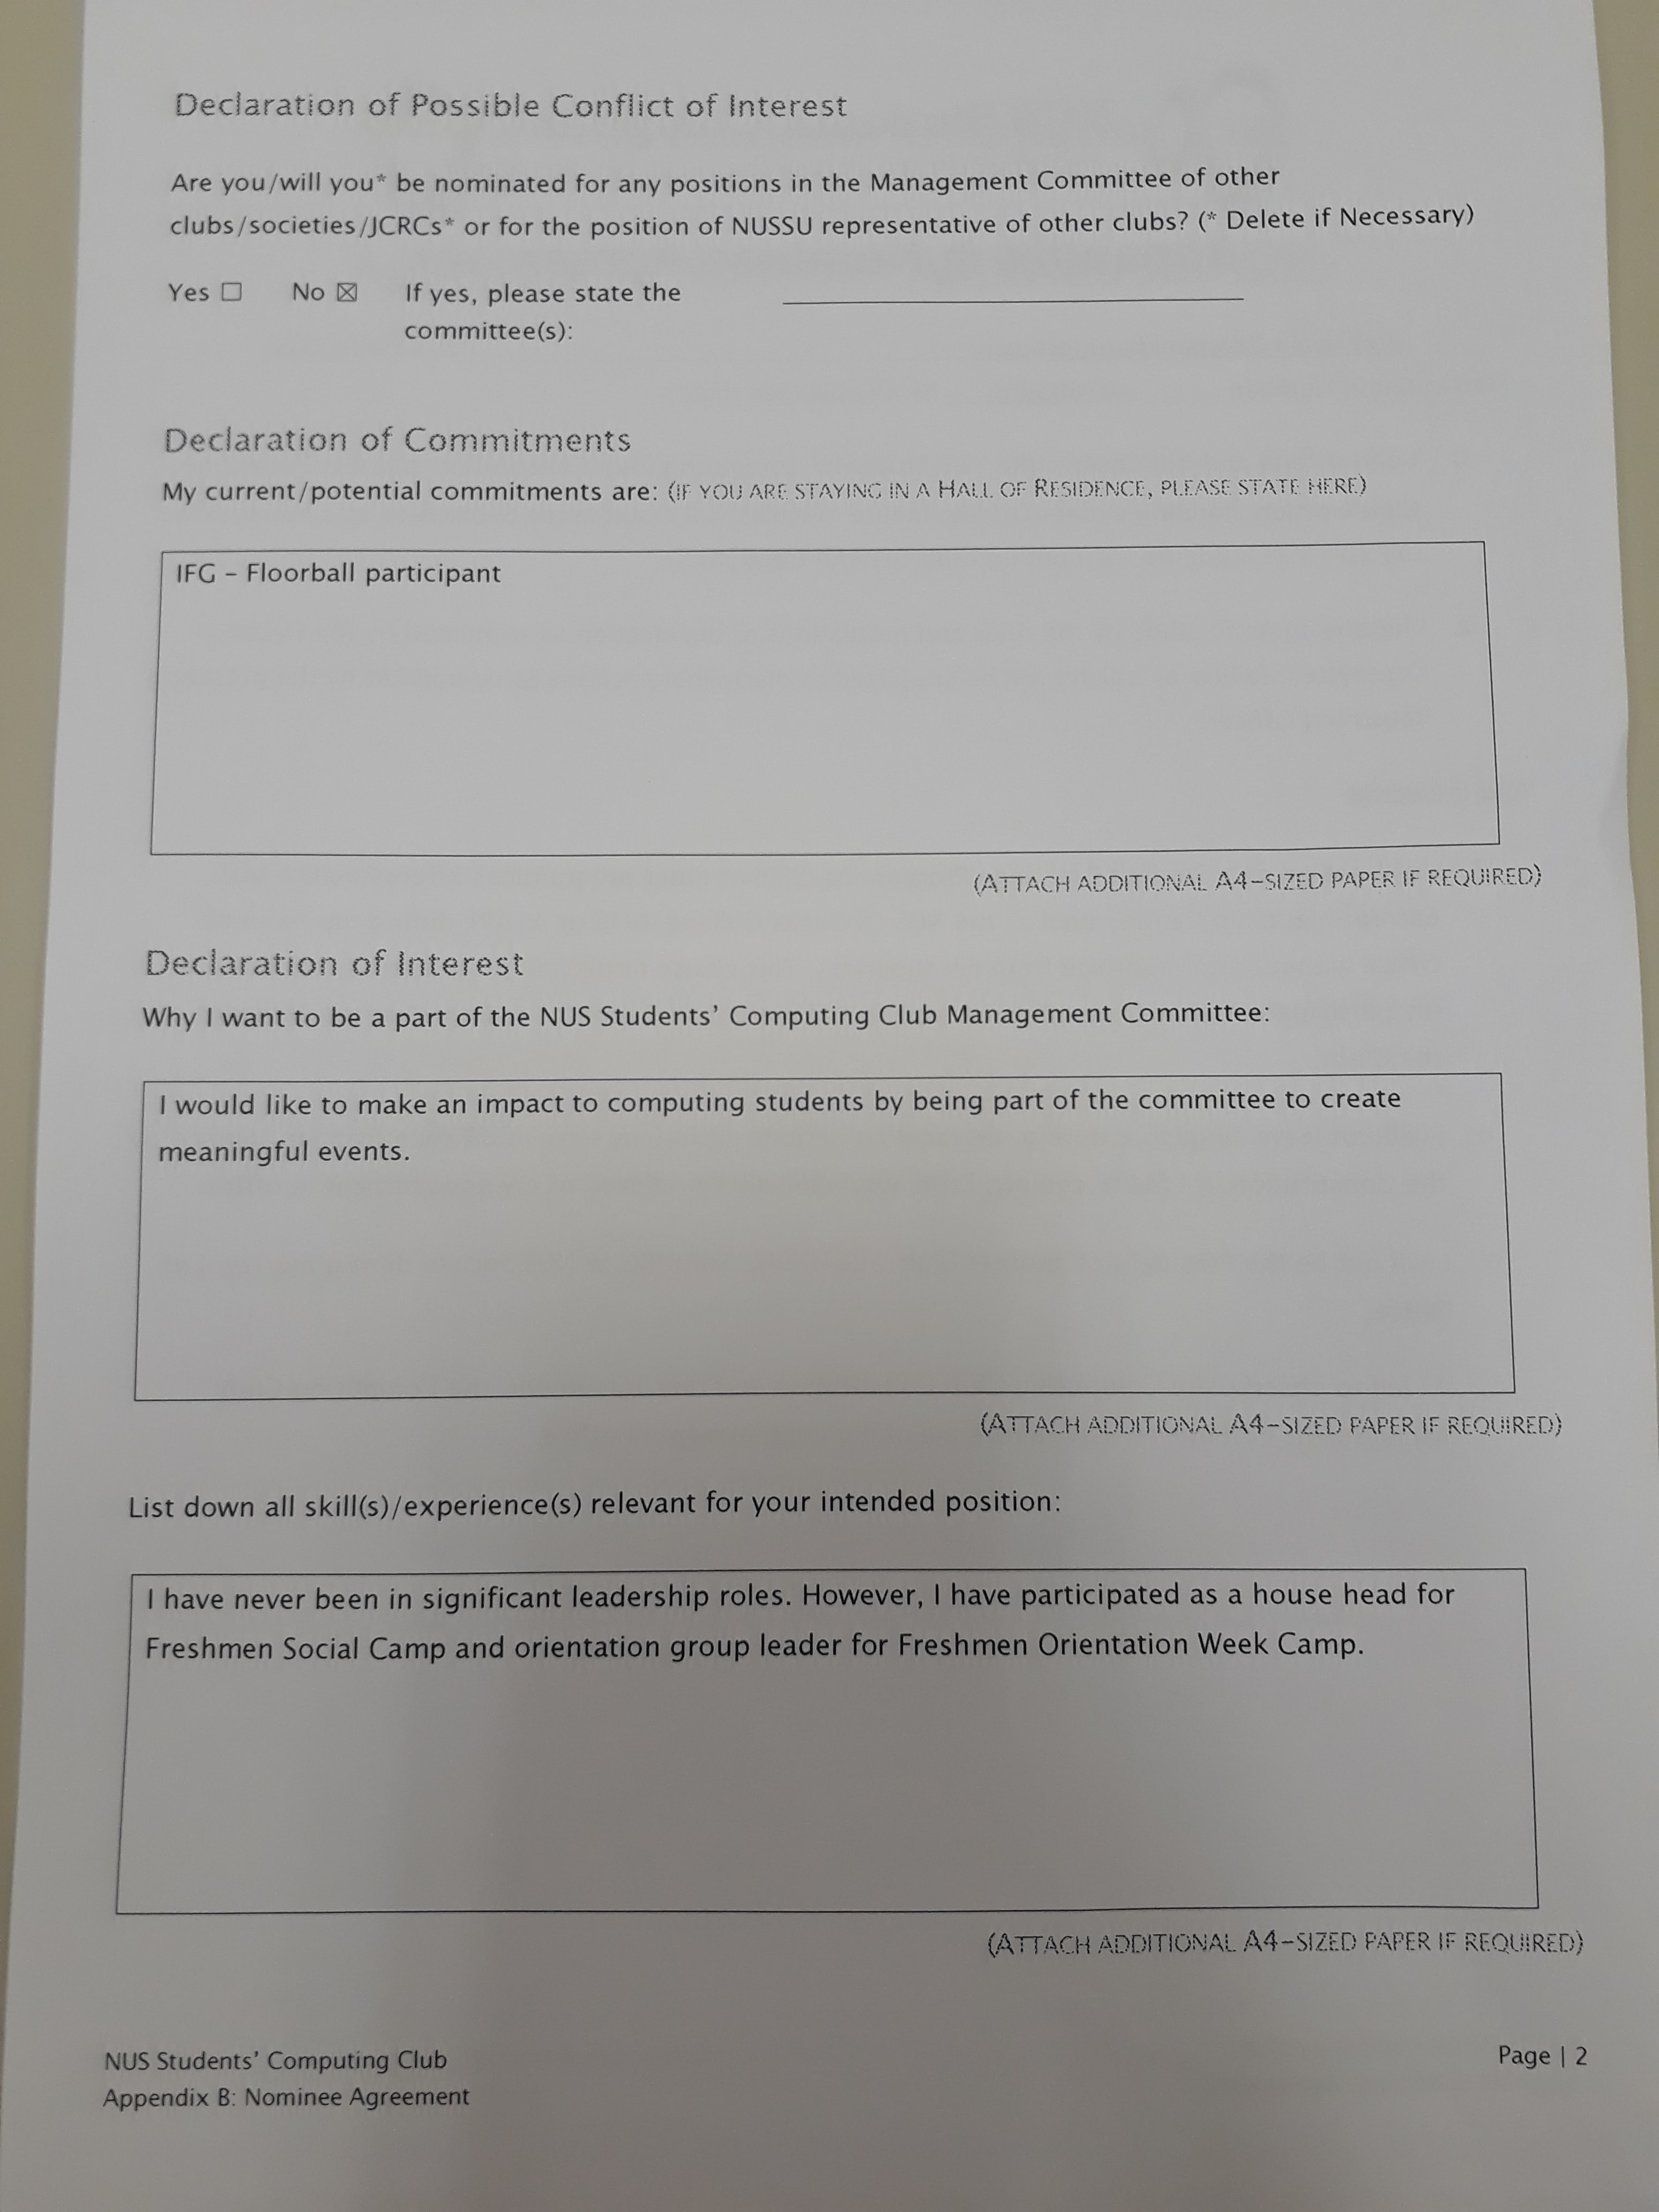 Declaration of Possible Conflict of Interest
Are you/will you* be nominated for any positions in the Management Committee of other
clubs/societies/JCRCs* or for the position of NUSSU representative of other clubs? (* Delete if Necessary)
Yes ☐ No ☒ If yes, please state the
committee(s):
Declaration of Commitments
My current/potential commitments are: (IF YOU ARE STAYING IN A HALL OF RESIDENCE, PLEASE STATE HERE)
IFG – Floorball participant
(ATTACH ADDITIONAL A4-SIZED PAPER IF REQUIRED)
Declaration of Interest
Why I want to be a part of the NUS Students’ Computing Club Management Committee:
I would like to make an impact to computing students by being part of the committee to create
meaningful events.
(ATTACH ADDITIONAL A4-SIZED PAPER IF REQUIRED)
List down all skill(s)/experience(s) relevant for your intended position:
I have never been in significant leadership roles. However, I have participated as a house head for
Freshmen Social Camp and orientation group leader for Freshmen Orientation Week Camp.
(ATTACH ADDITIONAL A4-SIZED PAPER IF REQUIRED)
NUS Students’ Computing Club
Appendix B: Nominee Agreement
Page | 2